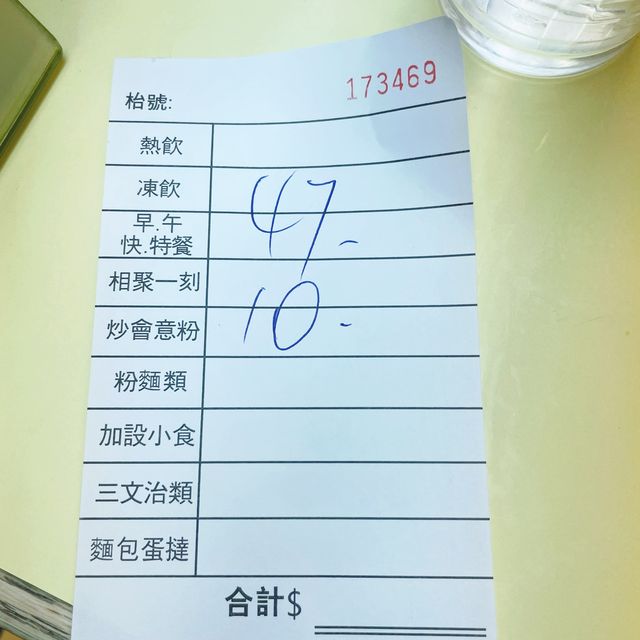 173469
枱號:
熱飲
凍飲
早.午
快.特餐
47-
相聚一刻
炒會意粉
10-
粉麵類
加設小食
三文治類
麵包蛋撻
合計$